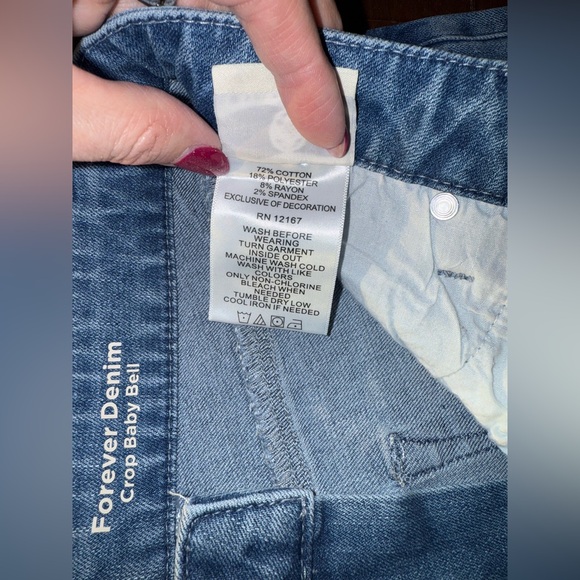 72% COTTON
18% POLYESTER
8% RAYON
2% SPANDEX
EXCLUSIVE OF DECORATION
RN 12167
WASH BEFORE
WEARING
TURN GARMENT
INSIDE OUT
MACHINE WASH COLD
WASH WITH LIKE
COLORS
ONLY NON-CHLORINE
BLEACH WHEN
NEEDED
TUMBLE DRY LOW
COOL IRON IF NEEDED
Forever Denim
Crop Baby Bell